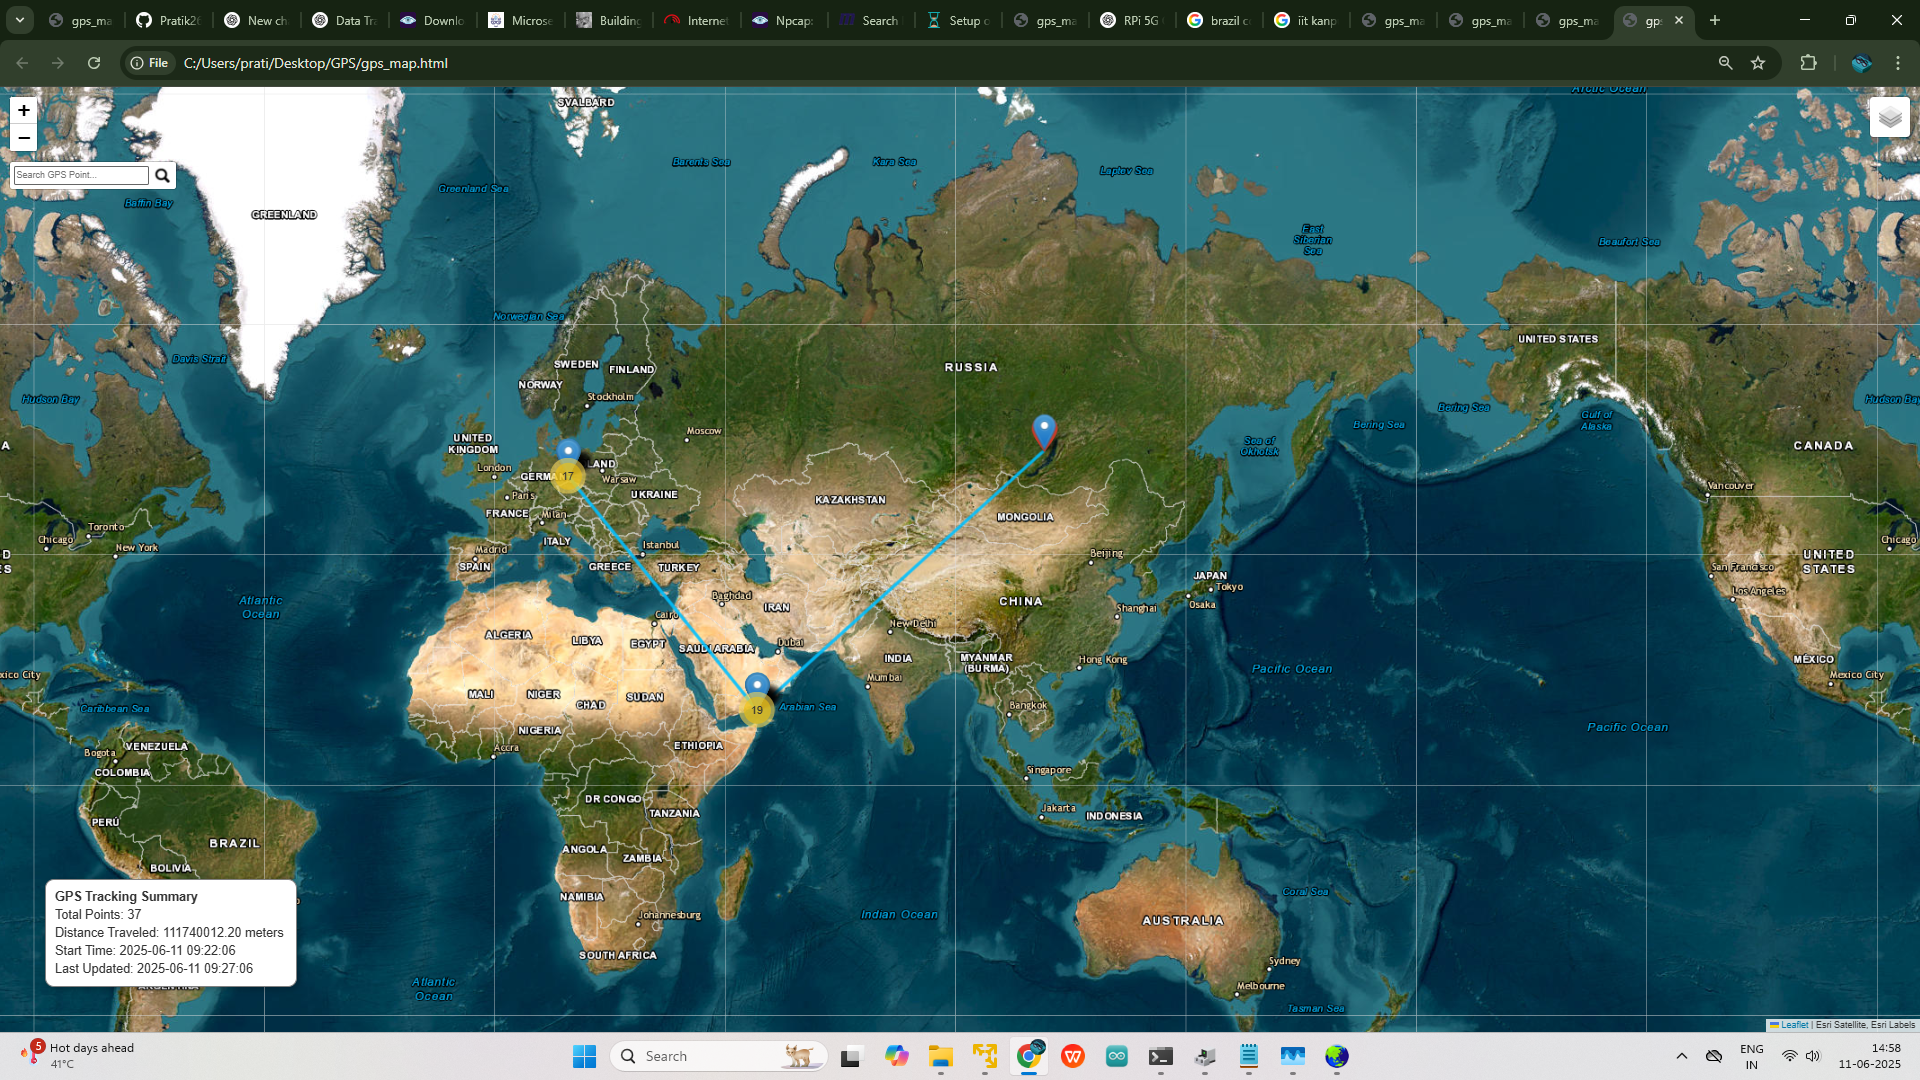 gps_ma
Pratik26
New ch
Data Tra
Downlo
Microse
Building
Internet
Npcap:
Search
Setup o
gps_ma
RPi 5G
brazil co
iit kanp
gps_ma
gps_ma
gps_ma
gp
File
C:/Users/prati/Desktop/GPS/gps_map.html
+
−
Search GPS Point...
SVALBARD
Arctic Ocean
Barents Sea
Kara Sea
Laptev Sea
Greenland Sea
Baffin Bay
GREENLAND
East
Siberian
Sea
Beaufort Sea
Norwegian Sea
Davis Strait
UNITED STATES
SWEDEN
FINLAND
RUSSIA
NORWAY
Stockholm
Hudson Bay
Hudson Bay
Bering Sea
Gulf of
Alaska
Bering Sea
Moscow
UNITED
KINGDOM
Sea of
Okhotsk
A
CANADA
London
LAND
GERMA
17
Warsaw
Paris
UKRAINE
KAZAKHSTAN
Vancouver
FRANCE
Milan
MONGOLIA
Toronto
Chicago
New York
ITALY
Istanbul
Chicago
Madrid
SPAIN
GREECE
TURKEY
Beijing
D
ES
UNITED
STATES
San Francisco
JAPAN
Tokyo
Los Angeles
Atlantic
Ocean
Baghdad
IRAN
CHINA
Shanghai
Osaka
Cairo
New Delhi
ALGERIA
LIBYA
EGYPT
SAUDI ARABIA
Dubai
INDIA
MYANMAR
(BURMA)
Hong Kong
Pacific Ocean
MÉXICO
xico City
Mexico City
Mumbai
MALI
NIGER
SUDAN
CHAD
19
Arabian Sea
Bangkok
Caribbean Sea
Pacific Ocean
NIGERIA
Accra
ETHIOPIA
Bogota
VENEZUELA
COLOMBIA
Singapore
DR CONGO
TANZANIA
Jakarta
INDONESIA
PERÚ
BRAZIL
ANGOLA
ZAMBIA
BOLIVIA
NAMIBIA
Coral Sea
Johannesburg
Indian Ocean
AUSTRALIA
SOUTH AFRICA
Sydney
Atlantic
Ocean
Melbourne
Tasman Sea
GPS Tracking Summary
Total Points: 37
Distance Traveled: 111740012.20 meters
Start Time: 2025-06-11 09:22:06
Last Updated: 2025-06-11 09:27:06
Leaflet | Esri Satellite, Esri Labels
5
Hot days ahead
41°C
Search
ENG
IN
14:58
11-06-2025